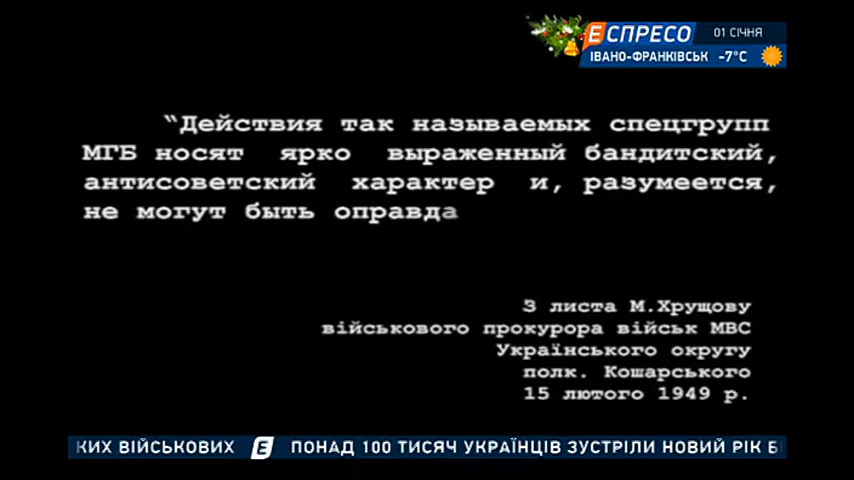 ЕСПРЕСО
01 СІЧНЯ
ІВАНО-ФРАНКІВСЬК -7°C
“Действия так называемых спецгрупп
МГБ носят ярко выраженный бандитский,
антисоветский характер и, разумеется,
не могут быть оправда
З листа М.Хрущову
військового прокурора військ МВС
Українського округу
полк. Кошарського
15 лютого 1949 р.
КИХ ВІЙСЬКОВИХ Е ПОНАД 100 ТИСЯЧ УКРАЇНЦІВ ЗУСТРІЛИ НОВИЙ РІК Б